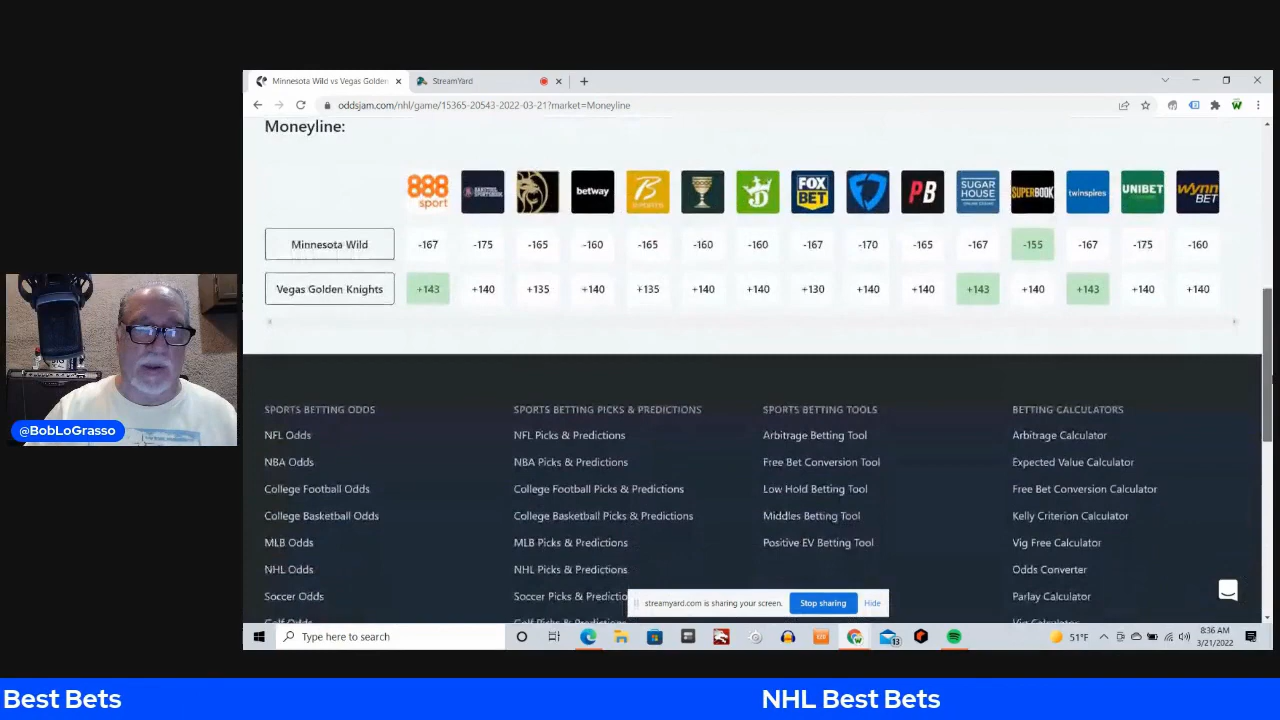 Minnesota Wild vs Vegas Golden
StreamYard
oddsjam.com/nhl/game/15365-20543-2022-03-21?market=Moneyline
Moneyline:
888 sport
betway
B
FOX BET
PB
SUGAR HOUSE
SUPERBOOK
twinspires
UNIBET
WYNN BET
Minnesota Wild -167 -175 -165 -160 -165 -160 -160 -167 -170 -165 -167 -155 -167 -175 -160
Vegas Golden Knights +143 +140 +135 +140 +135 +140 +140 +130 +140 +140 +143 +140 +143 +140 +140
@BobLoGrasso
SPORTS BETTING ODDS
NFL Odds
NBA Odds
College Football Odds
College Basketball Odds
MLB Odds
NHL Odds
Soccer Odds
Golf Odds
SPORTS BETTING PICKS & PREDICTIONS
NFL Picks & Predictions
NBA Picks & Predictions
College Football Picks & Predictions
College Basketball Picks & Predictions
MLB Picks & Predictions
NHL Picks & Predictions
Soccer Picks & Predictio
SPORTS BETTING TOOLS
Arbitrage Betting Tool
Free Bet Conversion Tool
Low Hold Betting Tool
Middles Betting Tool
Positive EV Betting Tool
BETTING CALCULATORS
Arbitrage Calculator
Expected Value Calculator
Free Bet Conversion Calculator
Kelly Criterion Calculator
Vig Free Calculator
Odds Converter
Parlay Calculator
streamyard.com is sharing your screen. Stop sharing Hide
Type here to search
13
51°F
8:36 AM
3/21/2022
Best Bets
NHL Best Bets